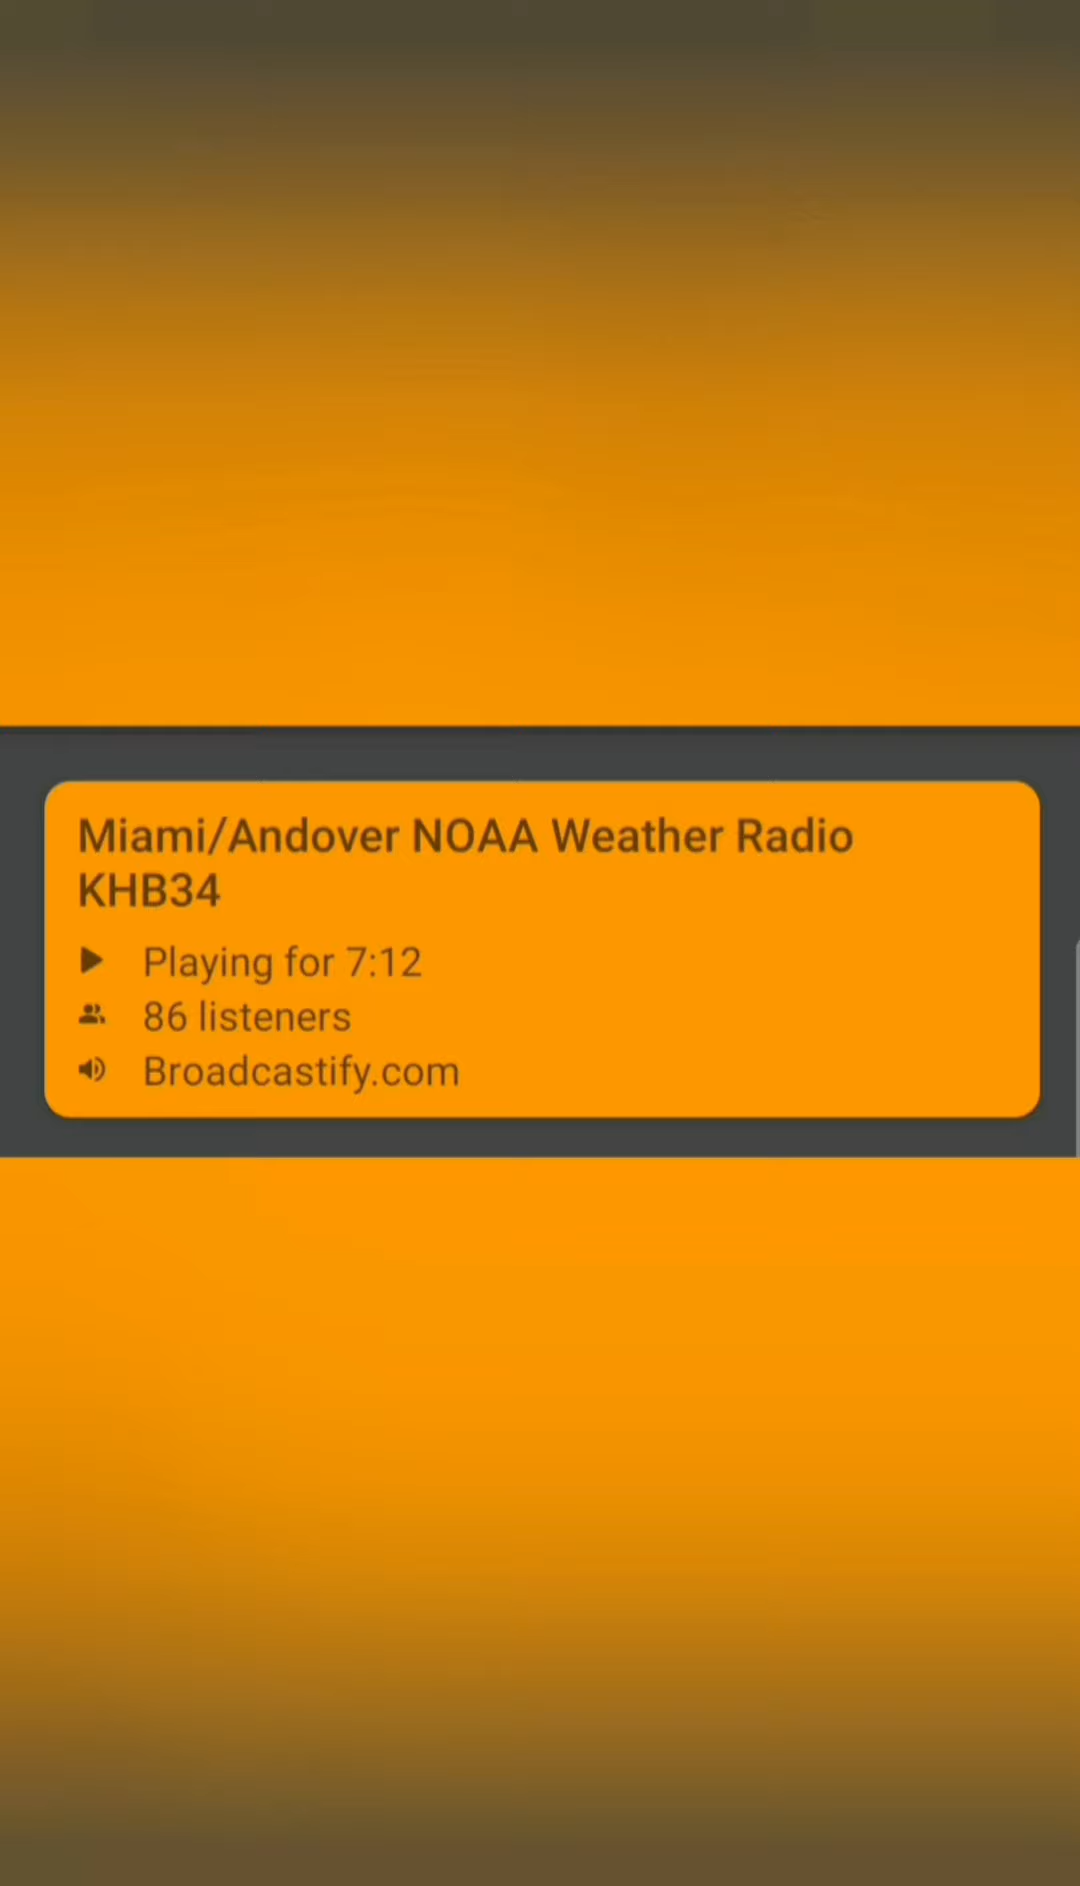 Miami/Andover NOAA Weather Radio
KHB34
Playing for 7:12
86 listeners
Broadcastify.com